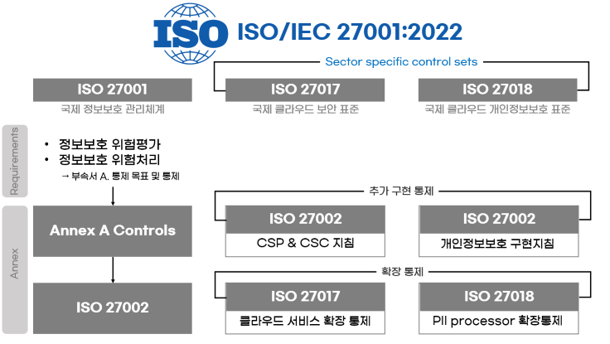 ISO
ISO/IEC 27001:2022
Sector specific control sets
ISO 27001
ISO 27017
ISO 27018
국제 정보보호 관리체계
국제 클라우드 보안 표준
국제 클라우드 개인정보보호 표준
Requirements
• 정보보호 위험평가
• 정보보호 위험처리
→ 부속서 A. 통제 목표 및 통제
추가 구현 통제
Annex
Annex A Controls
ISO 27002
CSP & CSC 지침
ISO 27002
개인정보보호 구현지침
확장 통제
ISO 27002
ISO 27017
클라우드 서비스 확장 통제
ISO 27018
PII processor 확장통제